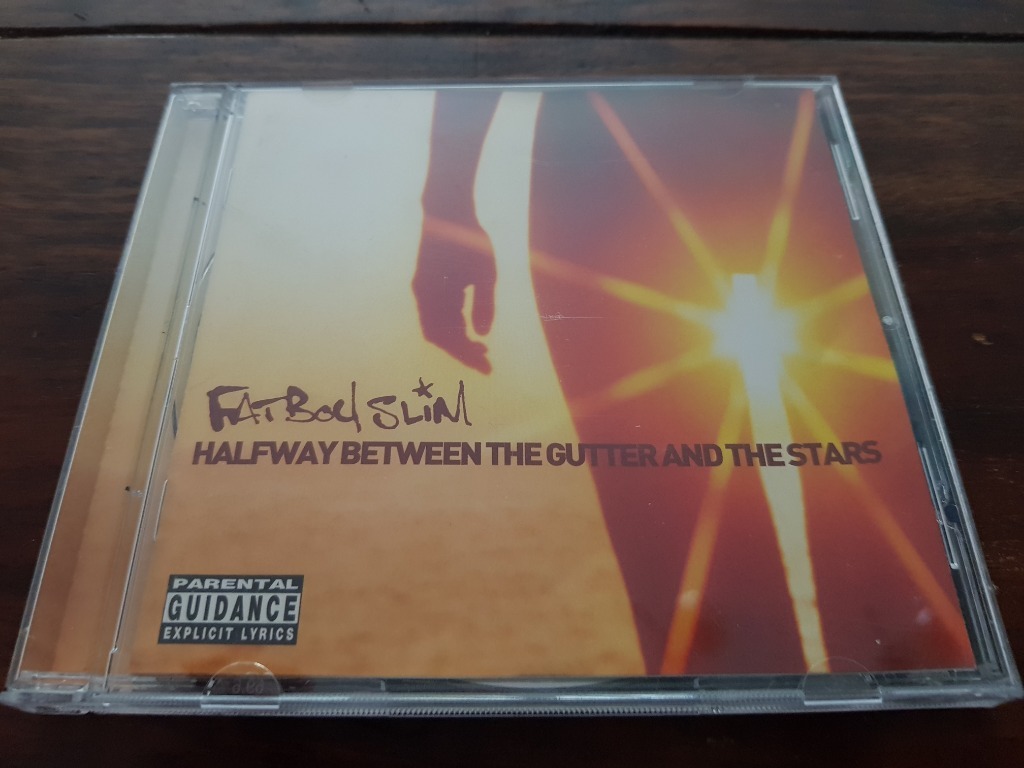 FATBOY SLIM
HALFWAY BETWEEN THE GUTTER AND THE STARS
PARENTAL
GUIDANCE
EXPLICIT LYRICS